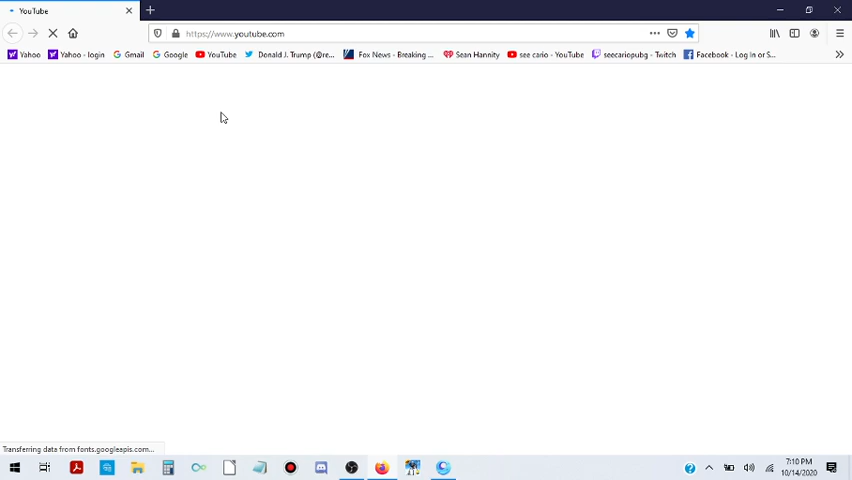 YouTube
https://www.youtube.com
Yahoo Yahoo - login Gmail Google YouTube Donald J. Trump (@re... Fox News - Breaking ... Sean Hannity see cario - YouTube seecariopubg - Twitch Facebook - Log in or S...
Transferring data from fonts.googleapis.com...
7:10 PM
10/14/2020